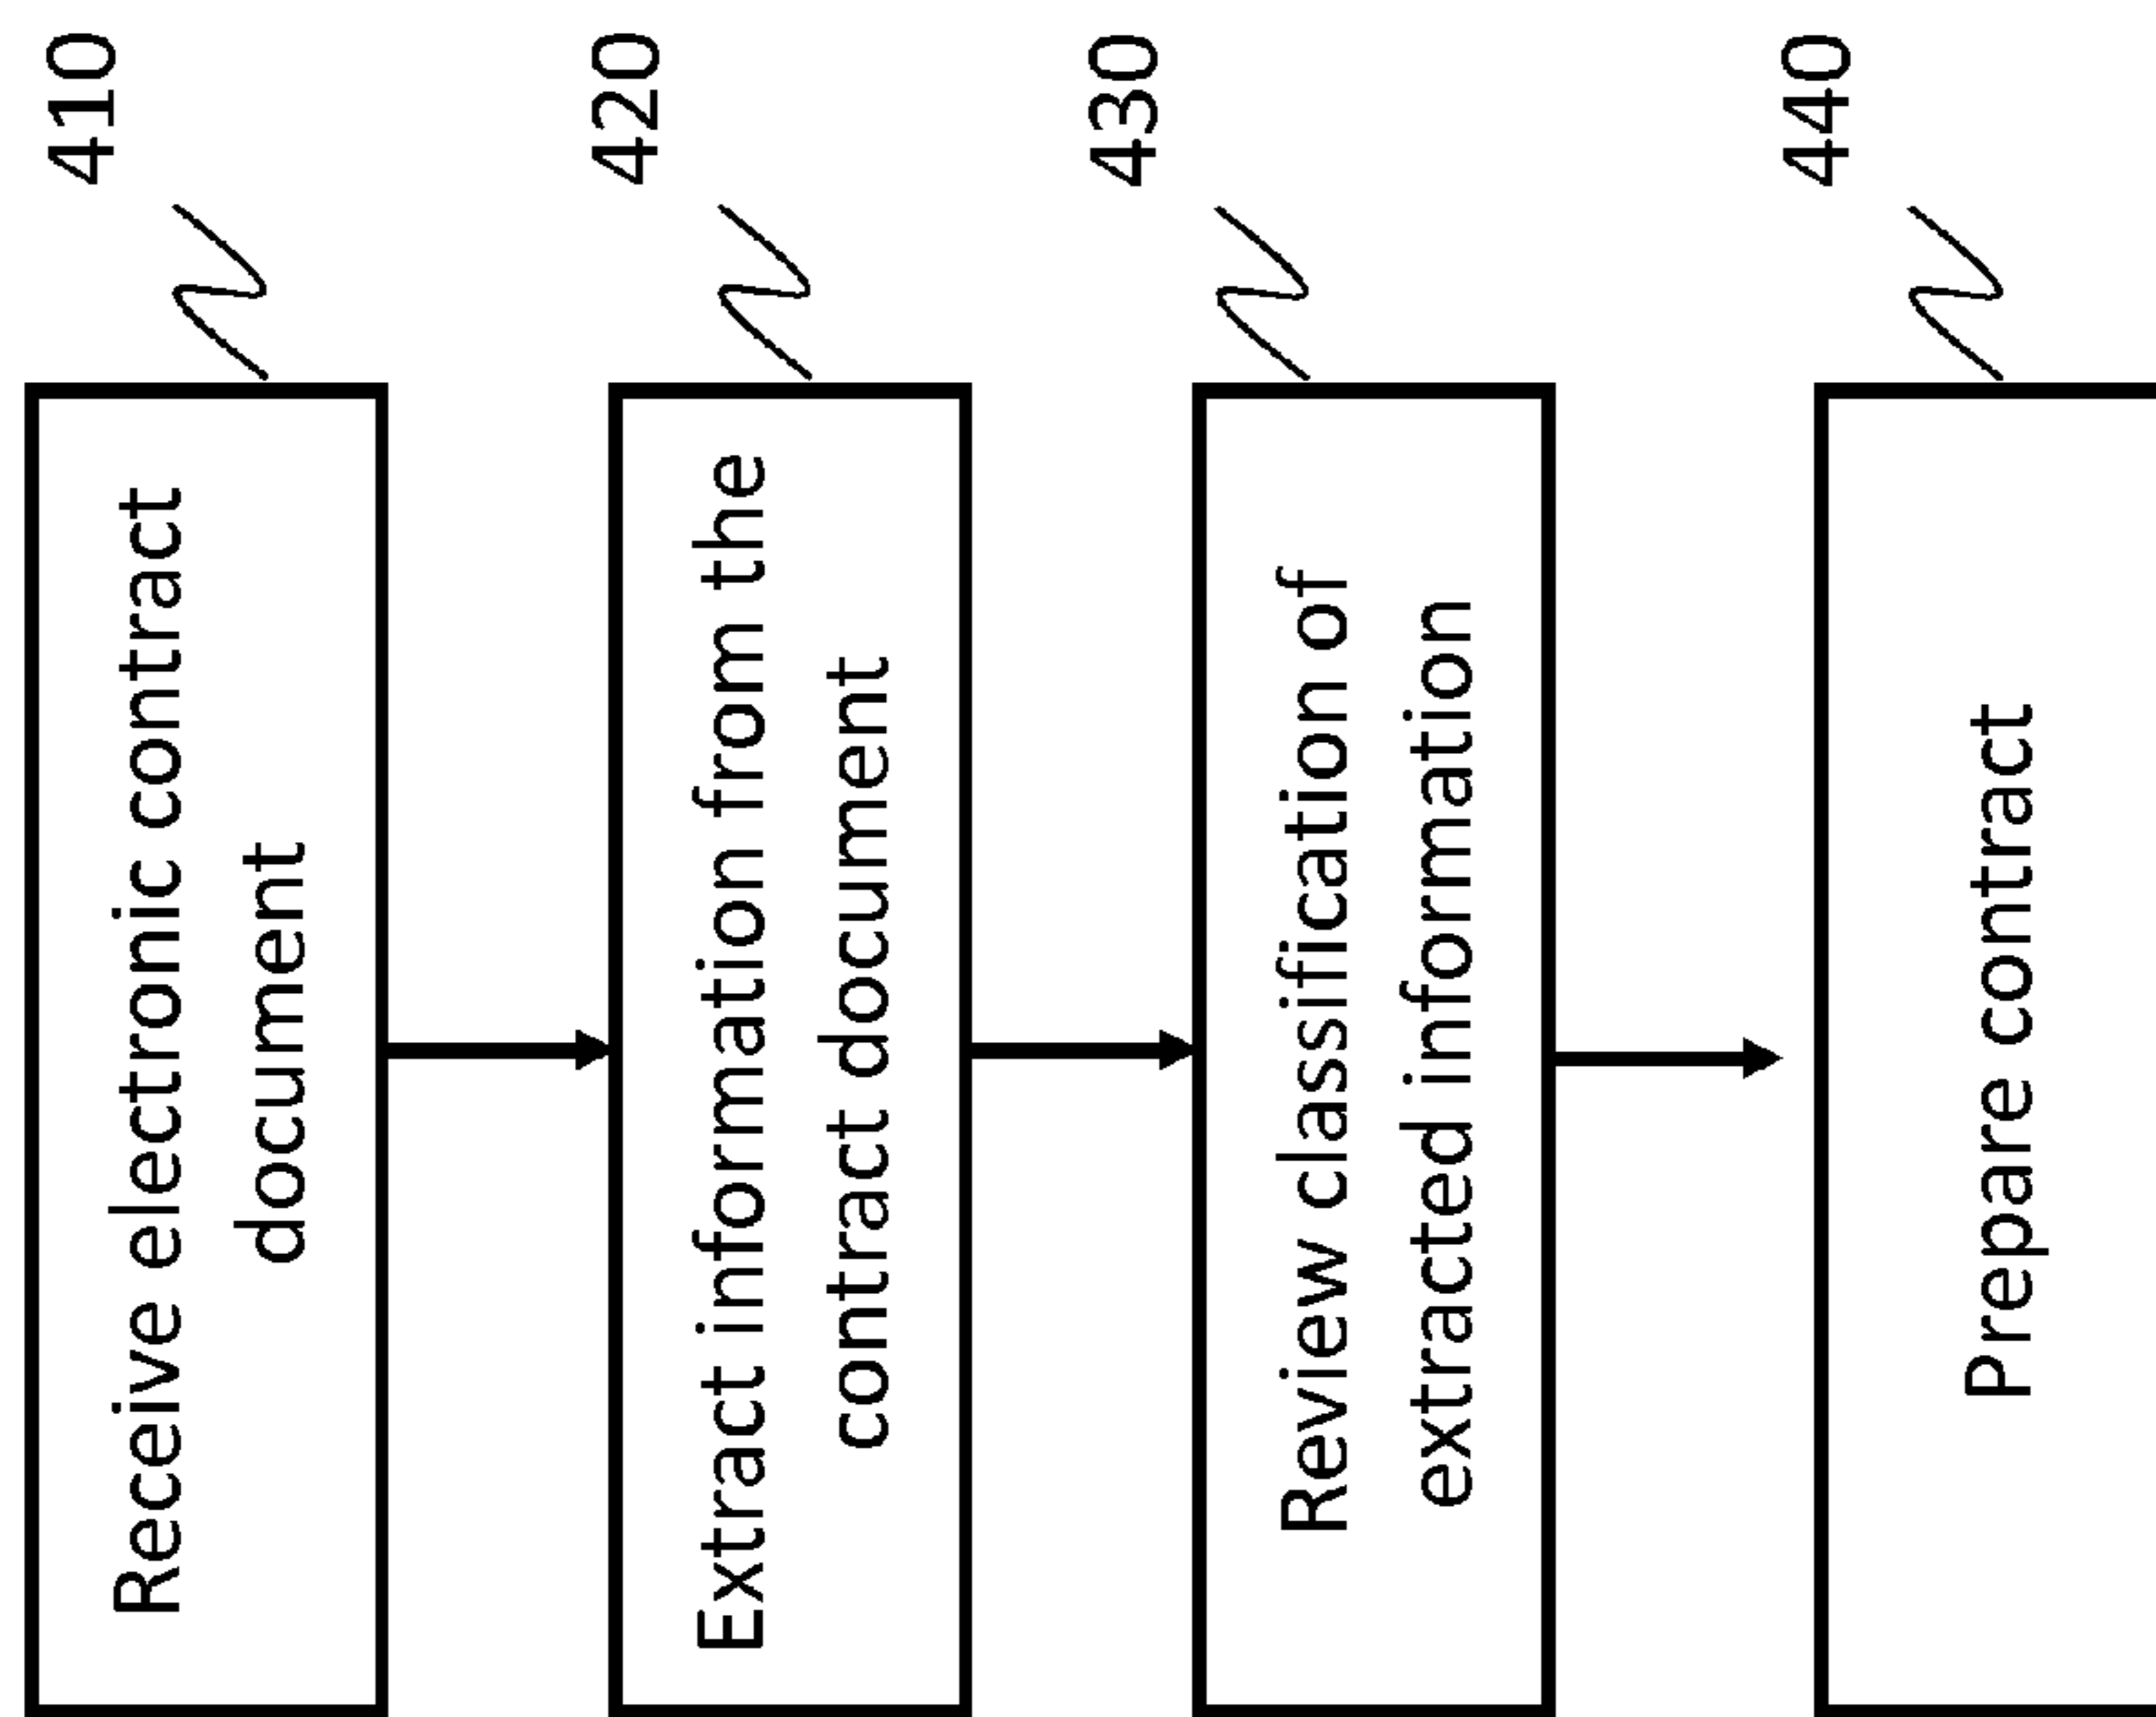 410
Receive electronic contract
document
420
Extract information from the
contract document
430
Review classification of
extracted information
440
Prepare contract